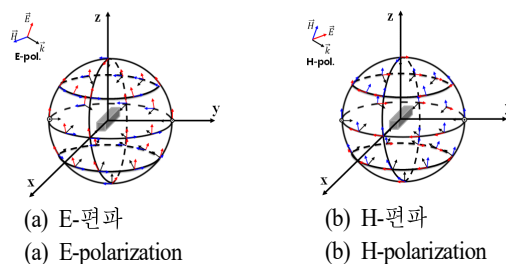 z
H⃗ E⃗ k⃗
E-pol.
y
x
(a) E-편파
(a) E-polarization
z
H⃗ E⃗ k⃗
H-pol.
x
(b) H-편파
(b) H-polarization